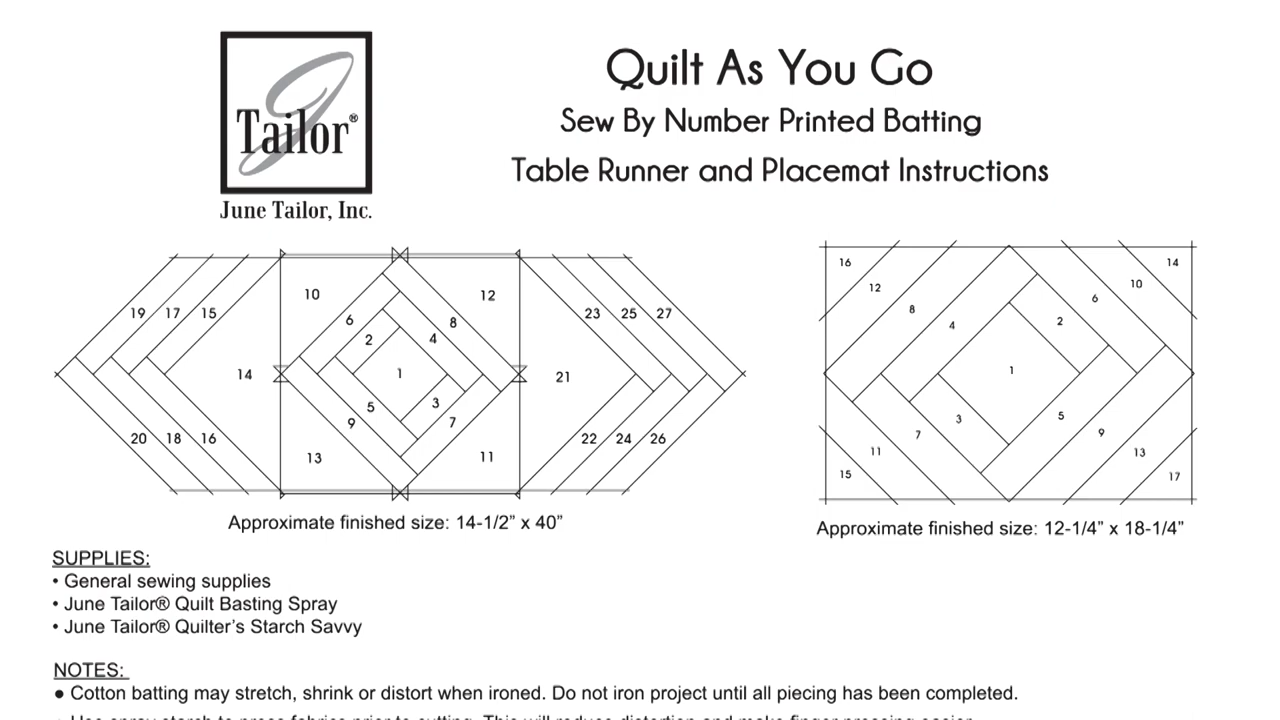 Tailor®
June Tailor, Inc.
Quilt As You Go
Sew By Number Printed Batting
Table Runner and Placemat Instructions
10
12
19 17 15
6
8
23 25 27
2
4
14
1
21
5
3
9
7
20 18 16
13
11
22 24 26
16
14
12
10
8
6
4
2
1
3
5
7
9
11
13
15
17
Approximate finished size: 14-1/2” x 40”
Approximate finished size: 12-1/4” x 18-1/4”
SUPPLIES:
• General sewing supplies
• June Tailor® Quilt Basting Spray
• June Tailor® Quilter’s Starch Savvy
NOTES:
● Cotton batting may stretch, shrink or distort when ironed. Do not iron project until all piecing has been completed.